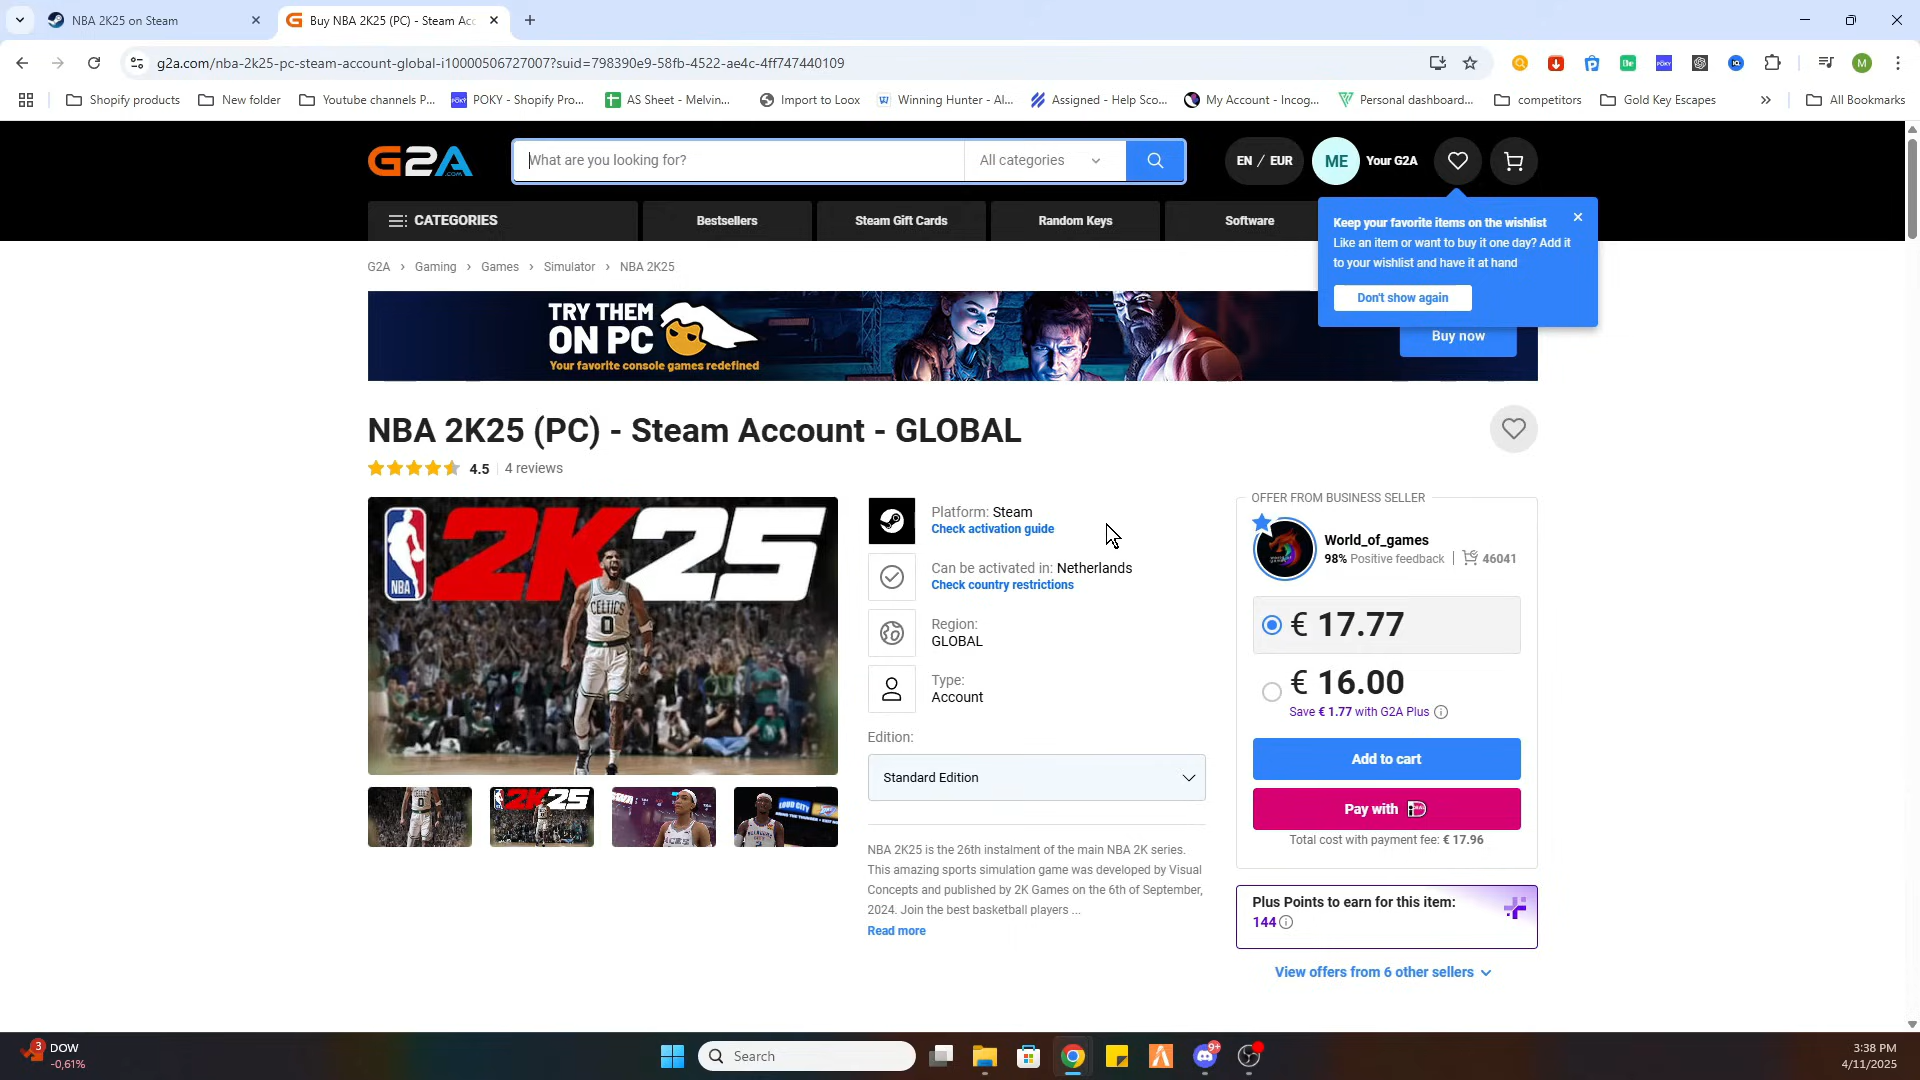 NBA 2K25 on Steam
Buy NBA 2K25 (PC) - Steam Acc
g2a.com/nba-2k25-pc-steam-account-global-i10000506727007?suid=798390e9-58fb-4522-ae4c-4ff747440109
M
Shopify products
New folder
Youtube channels P...
POKY - Shopify Pro...
AS Sheet - Melvin...
Import to Loox
Winning Hunter - AI...
Assigned - Help Sco...
My Account - Incog...
Personal dashboard...
competitors
Gold Key Escapes
All Bookmarks
G2A.COM
What are you looking for?
All categories
EN / EUR
ME
Your G2A
CATEGORIES
Bestsellers
Steam Gift Cards
Random Keys
Software
Keep your favorite items on the wishlist
Like an item or want to buy it one day? Add it
to your wishlist and have it at hand
Don't show again
G2A › Gaming › Games › Simulator › NBA 2K25
TRY THEM
ON PC
Your favorite console games redefined
Buy now
NBA 2K25 (PC) - Steam Account - GLOBAL
4.5
4 reviews
NBA
2K25
CELTICS
0
Platform: Steam
Check activation guide
Can be activated in: Netherlands
Check country restrictions
Region:
GLOBAL
Type:
Account
Edition:
Standard Edition
NBA 2K25 is the 26th instalment of the main NBA 2K series.
This amazing sports simulation game was developed by Visual
Concepts and published by 2K Games on the 6th of September,
2024. Join the best basketball players ...
Read more
OFFER FROM BUSINESS SELLER
World_of_games
98% Positive feedback
46041
€ 17.77
€ 16.00
Save € 1.77 with G2A Plus
Add to cart
Pay with
Total cost with payment fee: € 17.96
Plus Points to earn for this item:
144
View offers from 6 other sellers
3
DOW
-0,61%
Search
9+
3:38 PM
4/11/2025